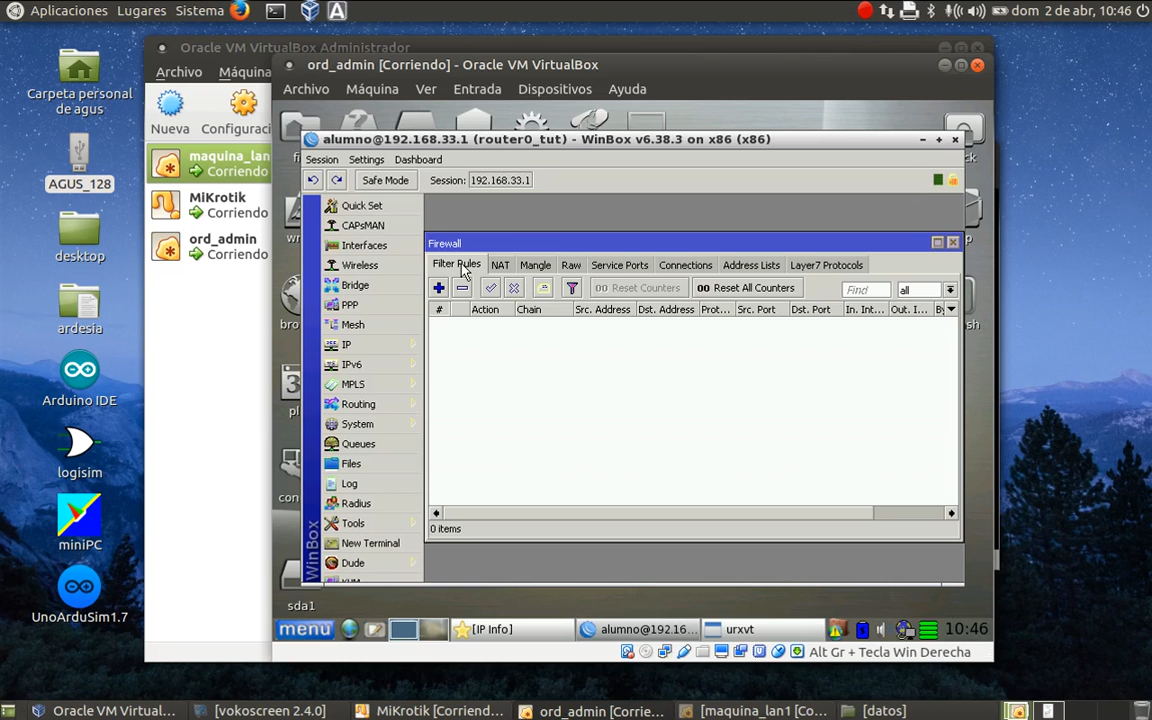 Aplicaciones Lugares Sistema
dom 2 de abr, 10:46
Carpeta personal
de agus
AGUS_128
desktop
ardesia
Arduino IDE
logisim
miniPC
UnoArduSim1.7
Oracle VM VirtualBox Administrador
Archivo Máquina
Nueva Configuraci
maquina_lan
Corriendo
MiKrotik
Corriendo
ord_admin
Corriendo
ord_admin [Corriendo] - Oracle VM VirtualBox
Archivo Máquina Ver Entrada Dispositivos Ayuda
alumno@192.168.33.1 (router0_tut) - WinBox v6.38.3 on x86 (x86)
Session Settings Dashboard
Safe Mode Session: 192.168.33.1
Quick Set
CAPsMAN
Interfaces
Wireless
Bridge
PPP
Mesh
IP
IPv6
MPLS
Routing
System
Queues
Files
Log
Radius
Tools
New Terminal
Dude
WinBox
Firewall
Filter Rules NAT Mangle Raw Service Ports Connections Address Lists Layer7 Protocols
00 Reset Counters 00 Reset All Counters Find all
# Action Chain Src. Address Dst. Address Prot... Src. Port Dst. Port In. Int... Out. I... By
0 items
sda1
menu [IP Info] alumno@192.16... urxvt 10:46
Alt Gr + Tecla Win Derecha
Oracle VM Virtual... [vokoscreen 2.4.0] MiKrotik [Corriend... ord_admin [Corrie... [maquina_lan1 [Co... [datos]